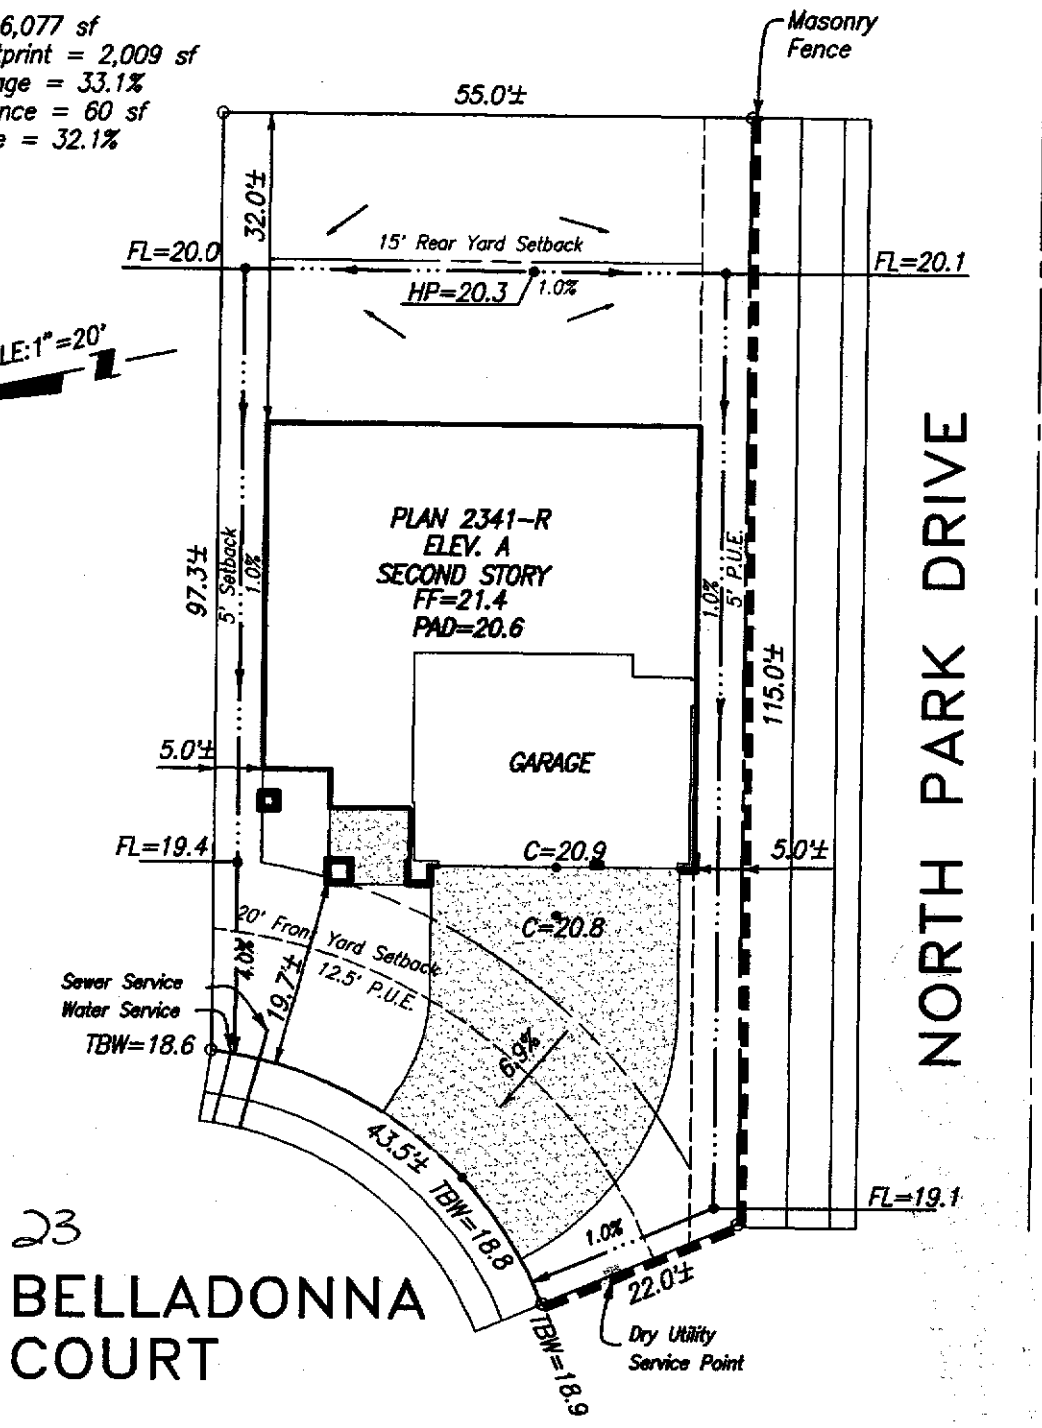 6,077 sf
tprint = 2,009 sf
age = 33.1%
nce = 60 sf
e = 32.1%
Masonry
Fence
55.0'±
32.0'±
15' Rear Yard Setback
FL=20.0
FL=20.1
HP=20.3
1.0%
LE:1"=20'
PLAN 2341-R
ELEV. A
SECOND STORY
FF=21.4
PAD=20.6
97.3'±
5' Setback
1.0%
1.0%
5' P.U.E.
115.0'±
NORTH PARK DRIVE
5.0'±
GARAGE
FL=19.4
C=20.9
5.0'±
C=20.8
20' Front Yard Setback
12.5' P.U.E.
4.0%
19.7'±
Sewer Service
Water Service
TBW=18.6
6.9%
43.5'±
TBW=18.8
FL=19.1
1.0%
22.0'±
23
BELLADONNA
COURT
TBW=18.9
Dry Utility
Service Point